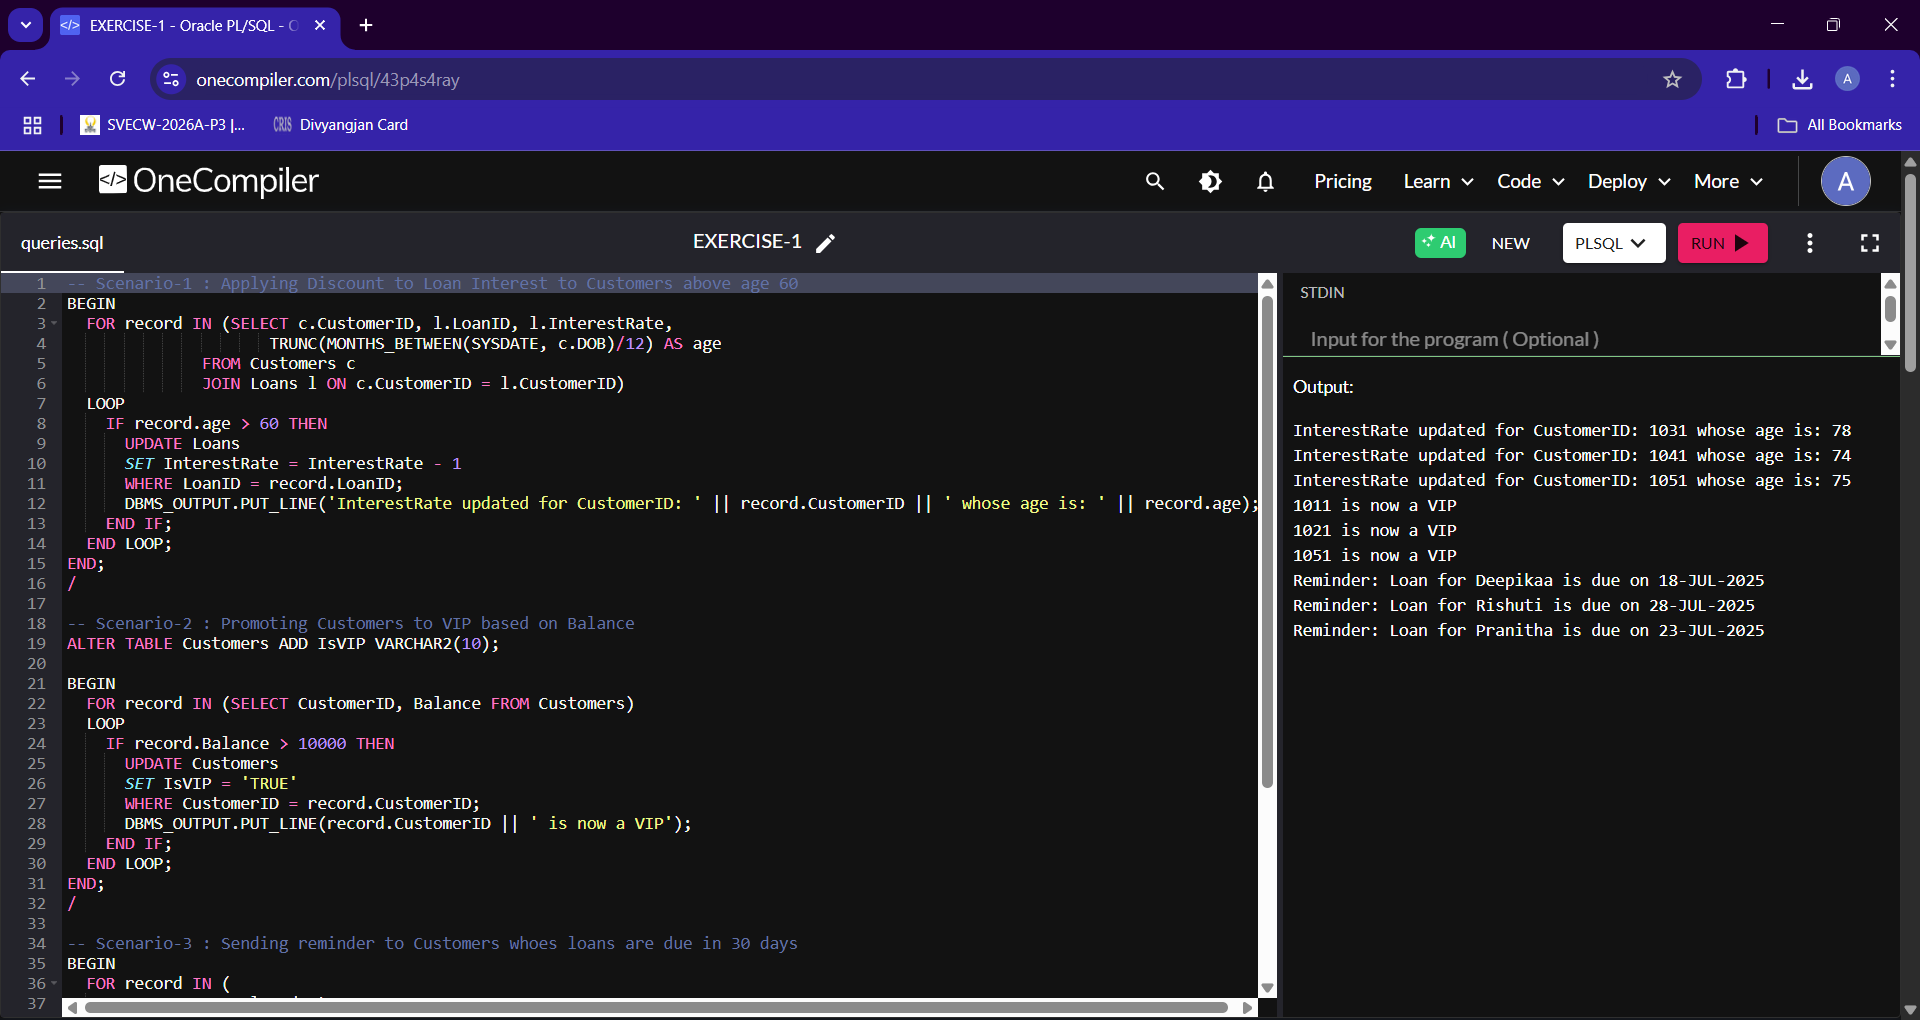 EXERCISE-1 - Oracle PL/SQL - O
onecompiler.com/plsql/43p4s4ray
A
SVECW-2026A-P3 |...
CRIS Divyangjan Card
All Bookmarks
</> OneCompiler
Pricing
Learn
Code
Deploy
More
A
queries.sql
EXERCISE-1
AI
NEW
PLSQL
RUN
1 -- Scenario-1 : Applying Discount to Loan Interest to Customers above age 60
2 BEGIN
3 FOR record IN (SELECT c.CustomerID, l.LoanID, l.InterestRate,
4 TRUNC(MONTHS_BETWEEN(SYSDATE, c.DOB)/12) AS age
5 FROM Customers c
6 JOIN Loans l ON c.CustomerID = l.CustomerID)
7 LOOP
8 IF record.age > 60 THEN
9 UPDATE Loans
10 SET InterestRate = InterestRate - 1
11 WHERE LoanID = record.LoanID;
12 DBMS_OUTPUT.PUT_LINE('InterestRate updated for CustomerID: ' || record.CustomerID || ' whose age is: ' || record.age);
13 END IF;
14 END LOOP;
15 END;
16 /
17
18 -- Scenario-2 : Promoting Customers to VIP based on Balance
19 ALTER TABLE Customers ADD IsVIP VARCHAR2(10);
20
21 BEGIN
22 FOR record IN (SELECT CustomerID, Balance FROM Customers)
23 LOOP
24 IF record.Balance > 10000 THEN
25 UPDATE Customers
26 SET IsVIP = 'TRUE'
27 WHERE CustomerID = record.CustomerID;
28 DBMS_OUTPUT.PUT_LINE(record.CustomerID || ' is now a VIP');
29 END IF;
30 END LOOP;
31 END;
32 /
33
34 -- Scenario-3 : Sending reminder to Customers whoes loans are due in 30 days
35 BEGIN
36 FOR record IN (
37
STDIN
Input for the program ( Optional )
Output:
InterestRate updated for CustomerID: 1031 whose age is: 78
InterestRate updated for CustomerID: 1041 whose age is: 74
InterestRate updated for CustomerID: 1051 whose age is: 75
1011 is now a VIP
1021 is now a VIP
1051 is now a VIP
Reminder: Loan for Deepikaa is due on 18-JUL-2025
Reminder: Loan for Rishuti is due on 28-JUL-2025
Reminder: Loan for Pranitha is due on 23-JUL-2025